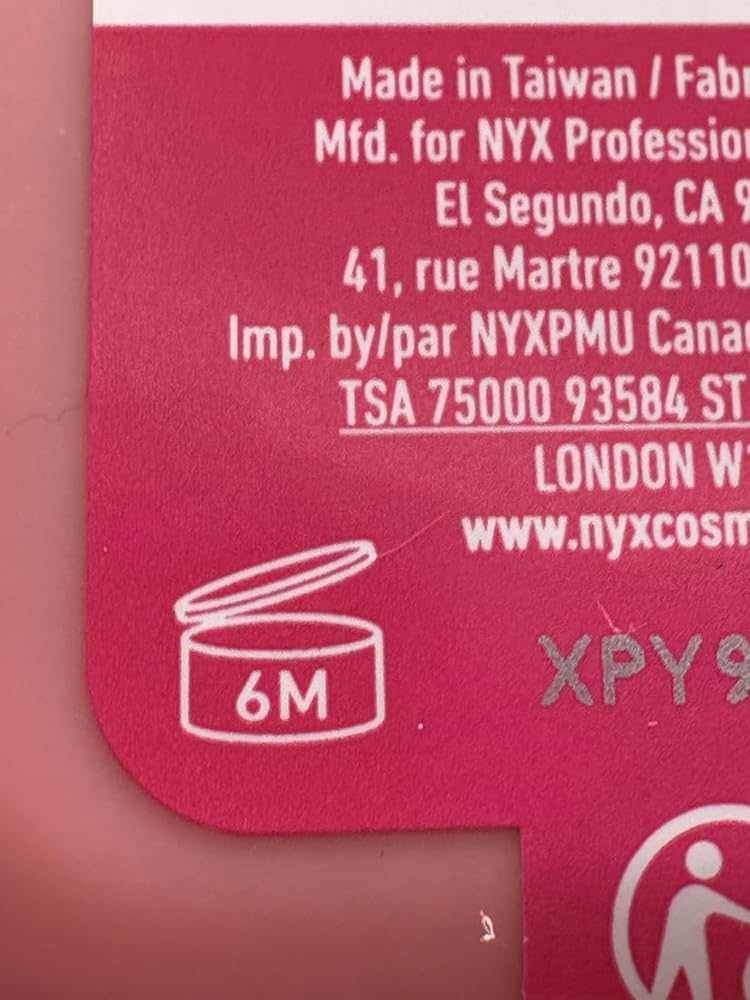 Made in Taiwan / Fabr
Mfd. for NYX Profession
El Segundo, CA 9
41, rue Martre 92110
Imp. by/par NYXPMU Canad
TSA 75000 93584 ST
LONDON W1
www.nyxcosm
6M
XPY9